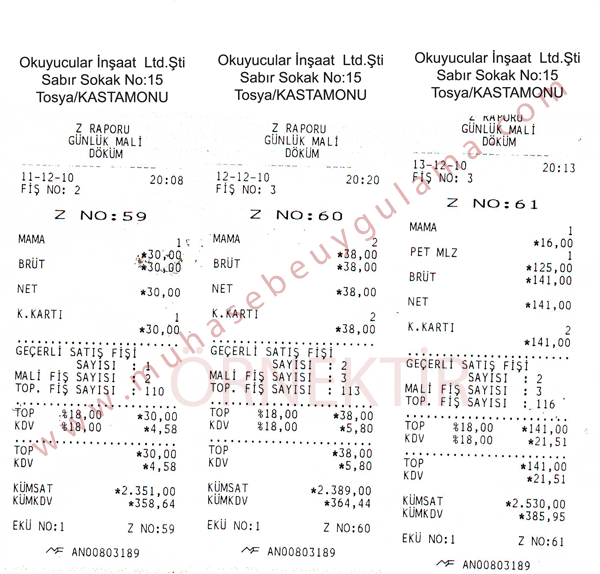 Okuyucular İnşaat Ltd.Şti
Sabır Sokak No:15
Tosya/KASTAMONU
Z RAPORU
GÜNLÜK MALİ
DÖKÜM
11-12-10 20:08
FİŞ NO: 2
Z NO:59
MAMA 1
*30,00
BRÜT *30,00
NET *30,00
K.KARTI 1
*30,00
GEÇERLİ SATIŞ FİŞİ
SAYISI : 1
MALİ FİŞ SAYISI : 2
TOP. FİŞ SAYISI : 110
TOP %18,00 *30,00
KDV %18,00 *4,58
TOP *30,00
KDV *4,58
KÜMSAT *2.351,00
KÜMKDV *358,64
EKÜ NO:1 Z NO:59
MF AN00803189
Okuyucular İnşaat Ltd.Şti
Sabır Sokak No:15
Tosya/KASTAMONU
Z RAPORU
GÜNLÜK MALİ
DÖKÜM
12-12-10 20:20
FİŞ NO: 3
Z NO:60
MAMA 2
*38,00
BRÜT *38,00
NET *38,00
K.KARTI 2
*38,00
GEÇERLİ SATIŞ FİŞİ
SAYISI : 2
MALİ FİŞ SAYISI : 3
TOP. FİŞ SAYISI : 113
TOP %18,00 *38,00
KDV %18,00 *5,80
TOP *38,00
KDV *5,80
KÜMSAT *2.389,00
KÜMKDV *364,44
EKÜ NO:1 Z NO:60
MF AN00803189
Okuyucular İnşaat Ltd.Şti
Sabır Sokak No:15
Tosya/KASTAMONU
Z RAPORU
GÜNLÜK MALİ
DÖKÜM
13-12-10 20:13
FİŞ NO: 3
Z NO:61
MAMA 1
*16,00
PET MLZ 1
*125,00
BRÜT *141,00
NET *141,00
K.KARTI 2
*141,00
GEÇERLİ SATIŞ FİŞİ
SAYISI : 2
MALİ FİŞ SAYISI : 3
TOP. FİŞ SAYISI : 116
TOP %18,00 *141,00
KDV %18,00 *21,51
TOP *141,00
KDV *21,51
KÜMSAT *2.530,00
KÜMKDV *385,95
EKÜ NO:1 Z NO:61
MF AN00803189
www.muhasebeuygulama.com
ÖRNEKTİR